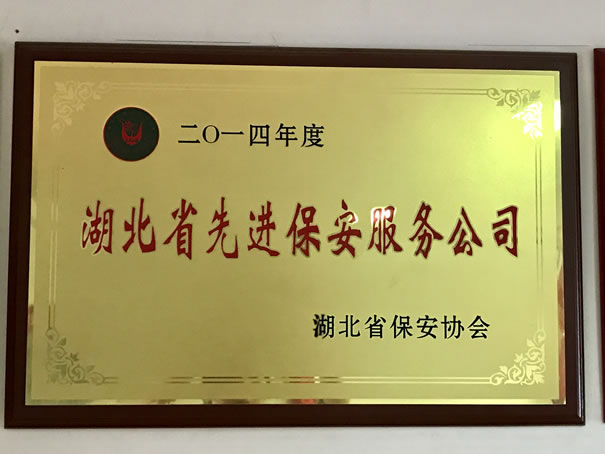 二〇一四年度
湖北省先进保安服务公司
湖北省保安协会